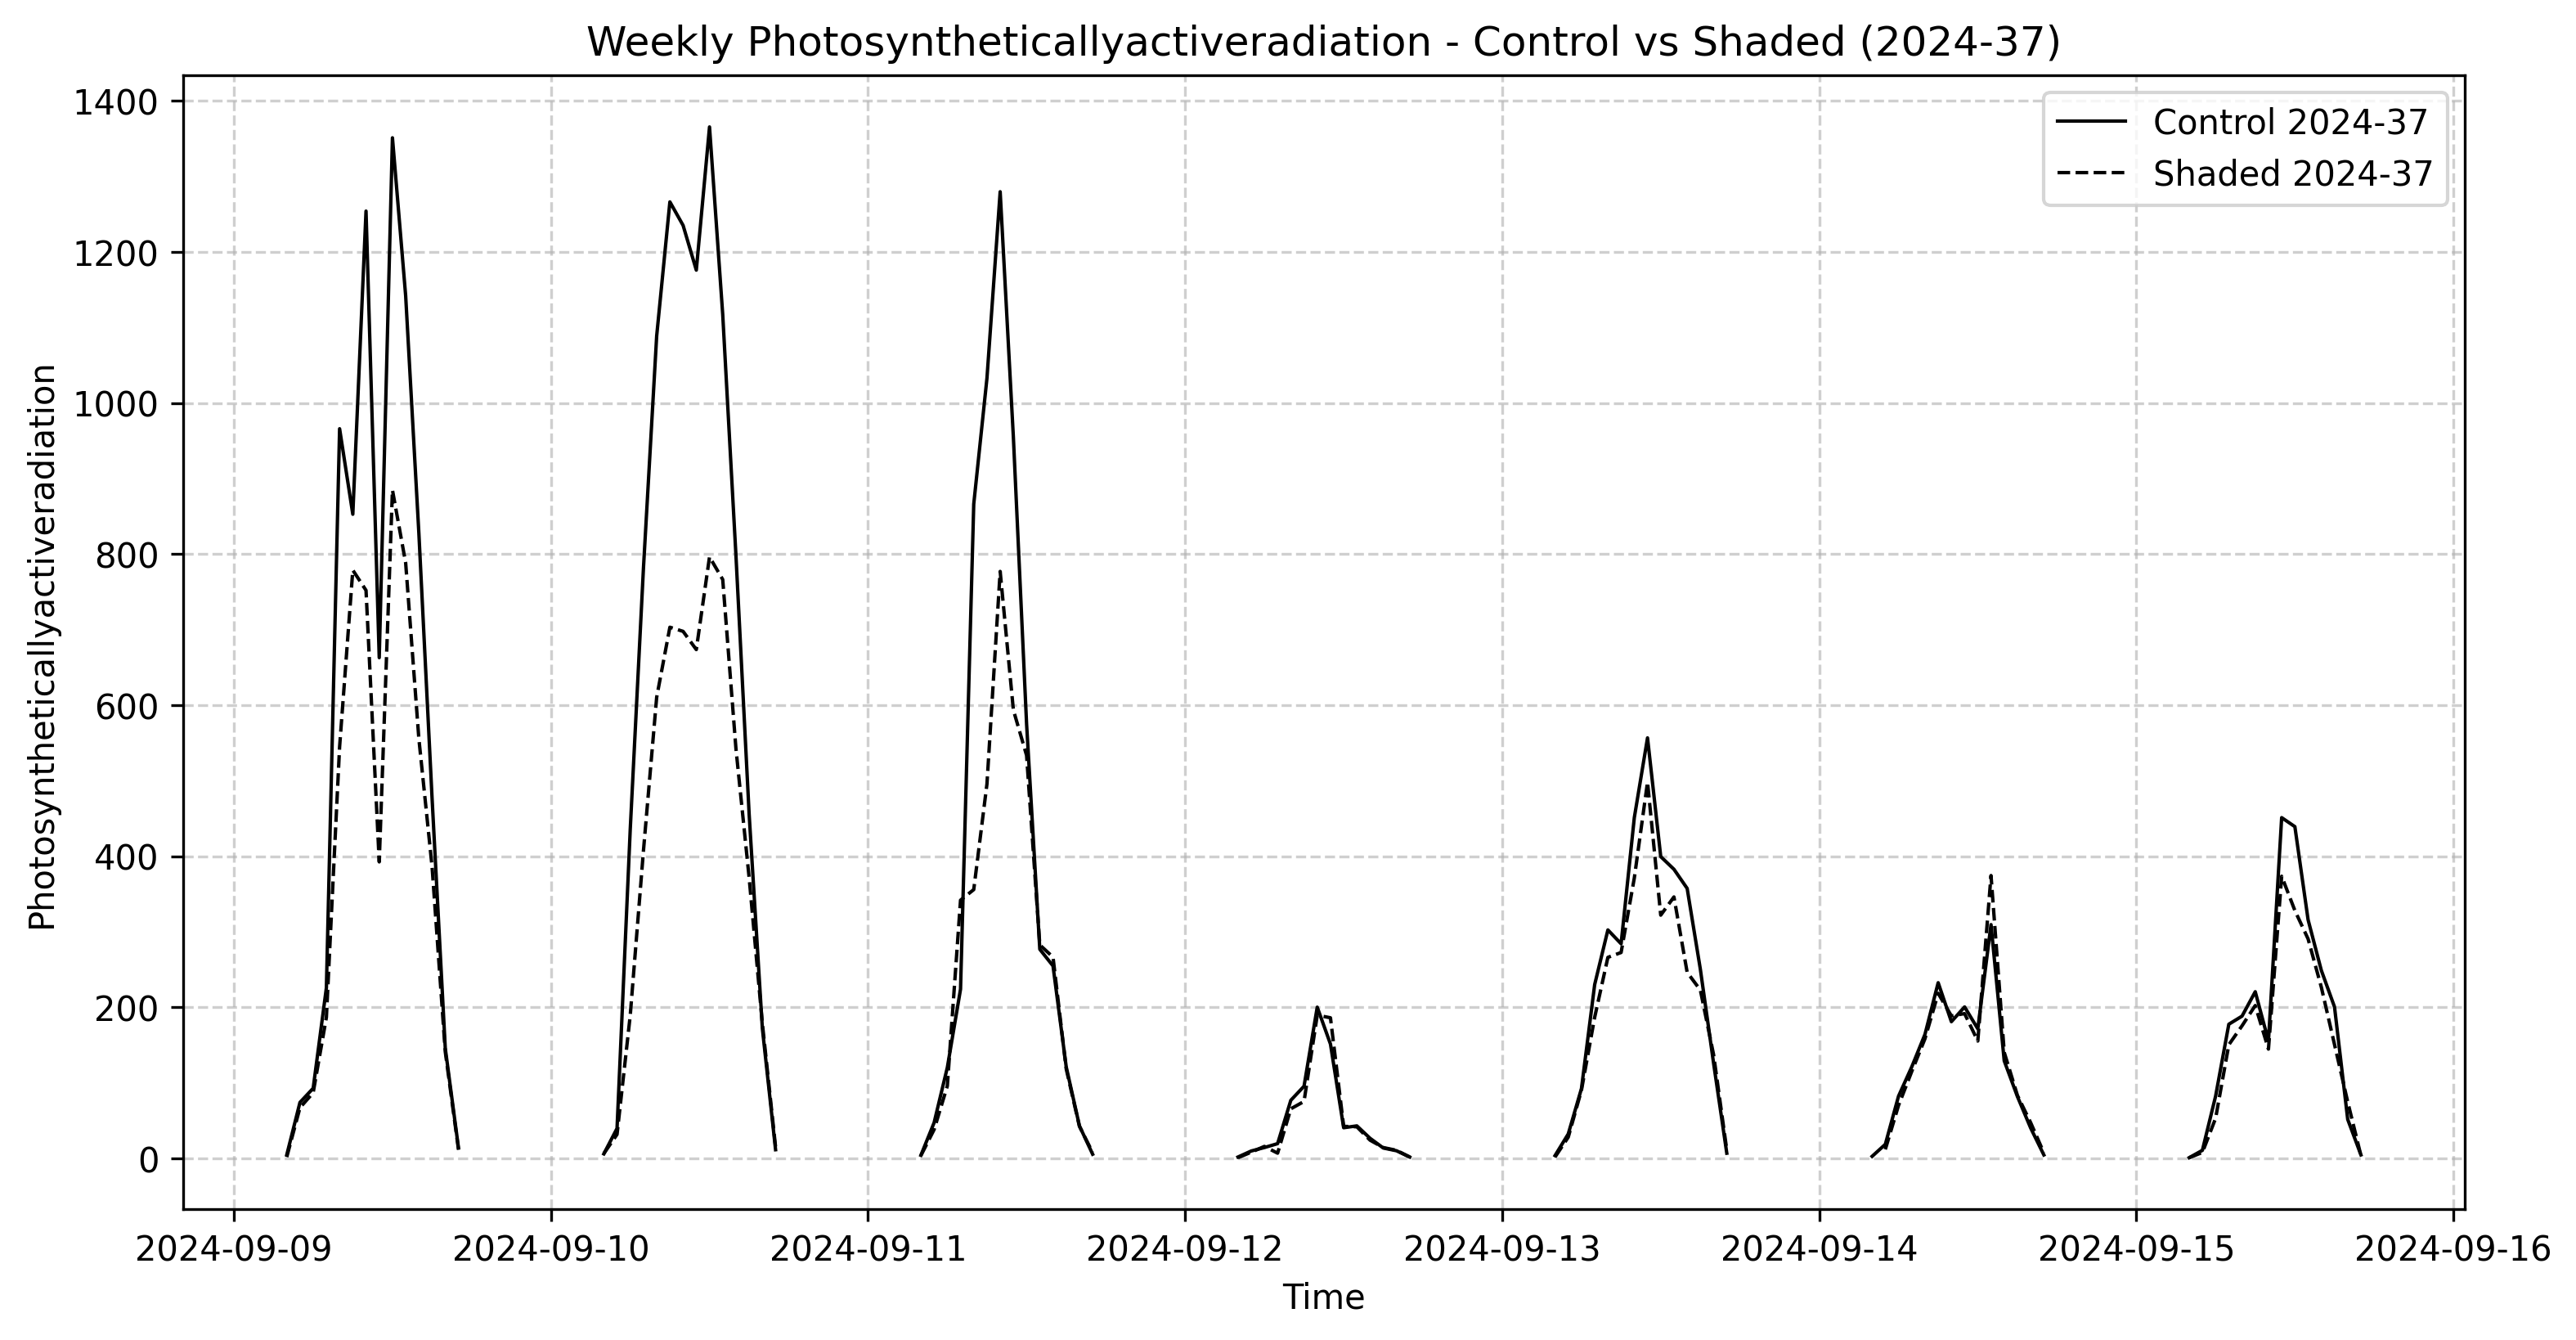 Weekly Photosyntheticallyactiveradiation - Control vs Shaded (2024-37)
Control 2024-37
Shaded 2024-37
Photosyntheticallyactiveradiation
1400
1200
1000
800
600
400
200
0
2024-09-09 2024-09-10 2024-09-11 2024-09-12 2024-09-13 2024-09-14 2024-09-15 2024-09-16
Time